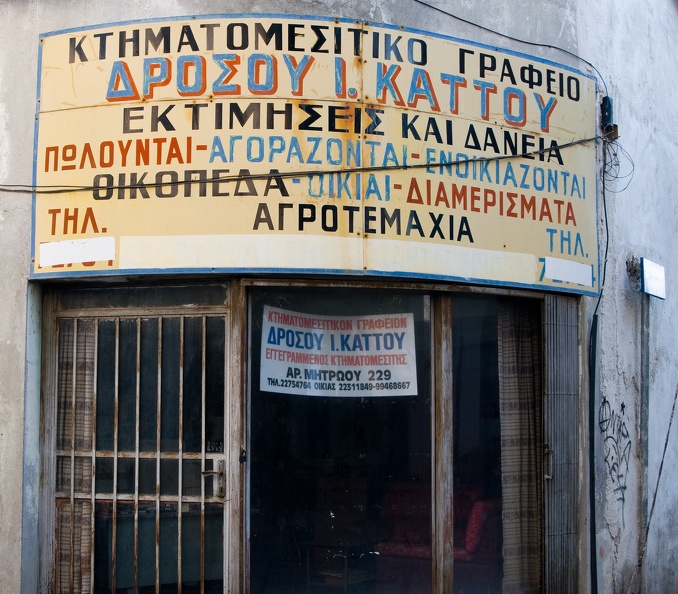 ΚΤΗΜΑΤΟΜΕΣΙΤΙΚΟ ΓΡΑΦΕΙΟ
ΔΡΟΣΟΥ Ι. ΚΑΤΤΟΥ
ΕΚΤΙΜΗΣΕΙΣ ΚΑΙ ΔΑΝΕΙΑ
ΠΩΛΟΥΝΤΑΙ-ΑΓΟΡΑΖΟΝΤΑΙ-ΕΝΟΙΚΙΑΖΟΝΤΑΙ
ΟΙΚΟΠΕΔΑ-ΟΙΚΙΑΙ-ΔΙΑΜΕΡΙΣΜΑΤΑ
ΤΗΛ. ΑΓΡΟΤΕΜΑΧΙΑ ΤΗΛ.
ΚΤΗΜΑΤΟΜΕΣΙΤΙΚΟΝ ΓΡΑΦΕΙΟΝ
ΔΡΟΣΟΥ Ι.ΚΑΤΤΟΥ
ΕΓΓΕΓΡΑΜΜΕΝΟΣ ΚΤΗΜΑΤΟΜΕΣΙΤΗΣ
ΑΡ. ΜΗΤΡΩΟΥ 229
ΤΗΛ.22754764 ΟΙΚΙΑΣ 22311849-99468667